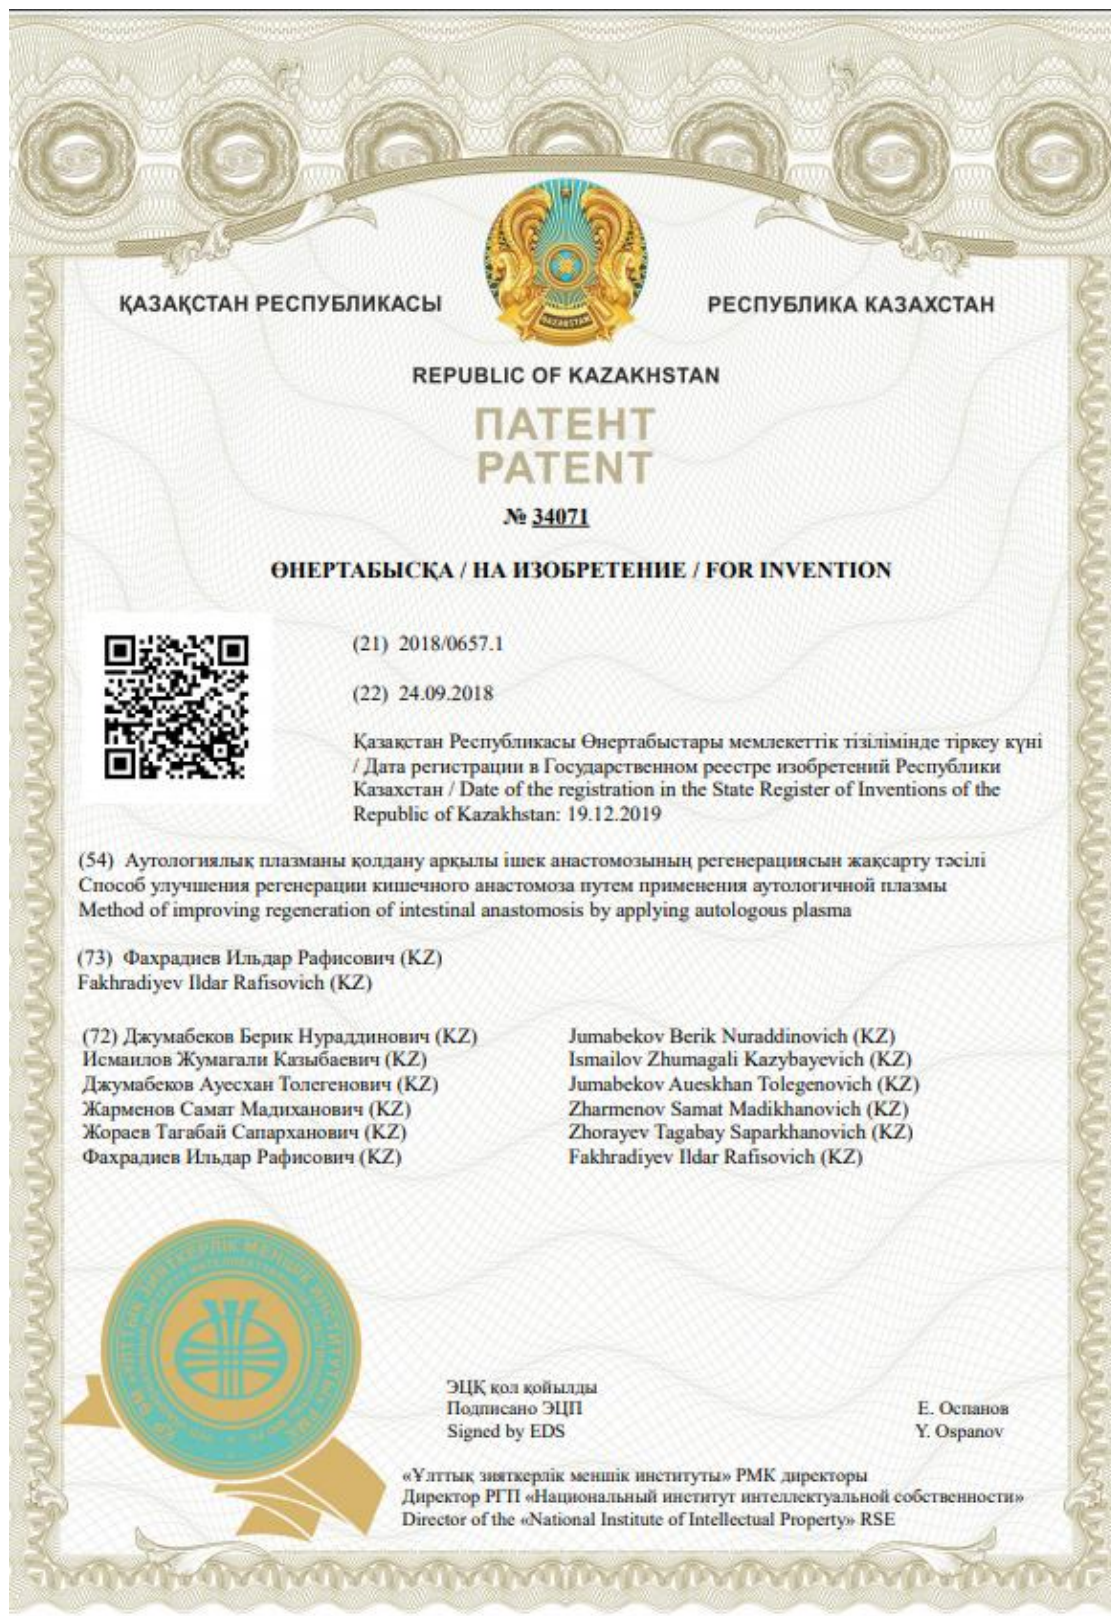 ҚАЗАҚСТАН РЕСПУБЛИКАСЫ
РЕСПУБЛИКА КАЗАХСТАН
REPUBLIC OF KAZAKHSTAN
ПАТЕНТ
PATENT
№ 34071
ӨНЕРТАБЫСҚА / НА ИЗОБРЕТЕНИЕ / FOR INVENTION
(21) 2018/0657.1
(22) 24.09.2018
Қазақстан Республикасы Өнертабыстары мемлекеттік тізілімінде тіркеу күні
/ Дата регистрации в Государственном реестре изобретений Республики
Казахстан / Date of the registration in the State Register of Inventions of the
Republic of Kazakhstan: 19.12.2019
(54) Аутологиялық плазманы қолдану арқылы ішек анастомозының регенерациясын жақсарту тәсілі
Способ улучшения регенерации кишечного анастомоза путем применения аутологичной плазмы
Method of improving regeneration of intestinal anastomosis by applying autologous plasma
(73) Фахрадиев Ильдар Рафисович (KZ)
Fakhradiyev Ildar Rafisovich (KZ)
(72) Джумабеков Берик Нураддинович (KZ)
Исмаилов Жумагали Казыбаевич (KZ)
Джумабеков Ауесхан Толегенович (KZ)
Жарменов Самат Мадиханович (KZ)
Жораев Тагабай Сапарханович (KZ)
Фахрадиев Ильдар Рафисович (KZ)
Jumabekov Berik Nuraddinovich (KZ)
Ismailov Zhumagali Kazybayevich (KZ)
Jumabekov Aueskhan Tolegenovich (KZ)
Zharmenov Samat Madikhanovich (KZ)
Zhorayev Tagabay Saparkhanovich (KZ)
Fakhradiyev Ildar Rafisovich (KZ)
ЭЦҚ қол қойылды
Подписано ЭЦП
Signed by EDS
Е. Оспанов
Y. Ospanov
«Ұлттық зияткерлік меншік институты» РМК директоры
Директор РГП «Национальный институт интеллектуальной собственности»
Director of the «National Institute of Intellectual Property» RSE